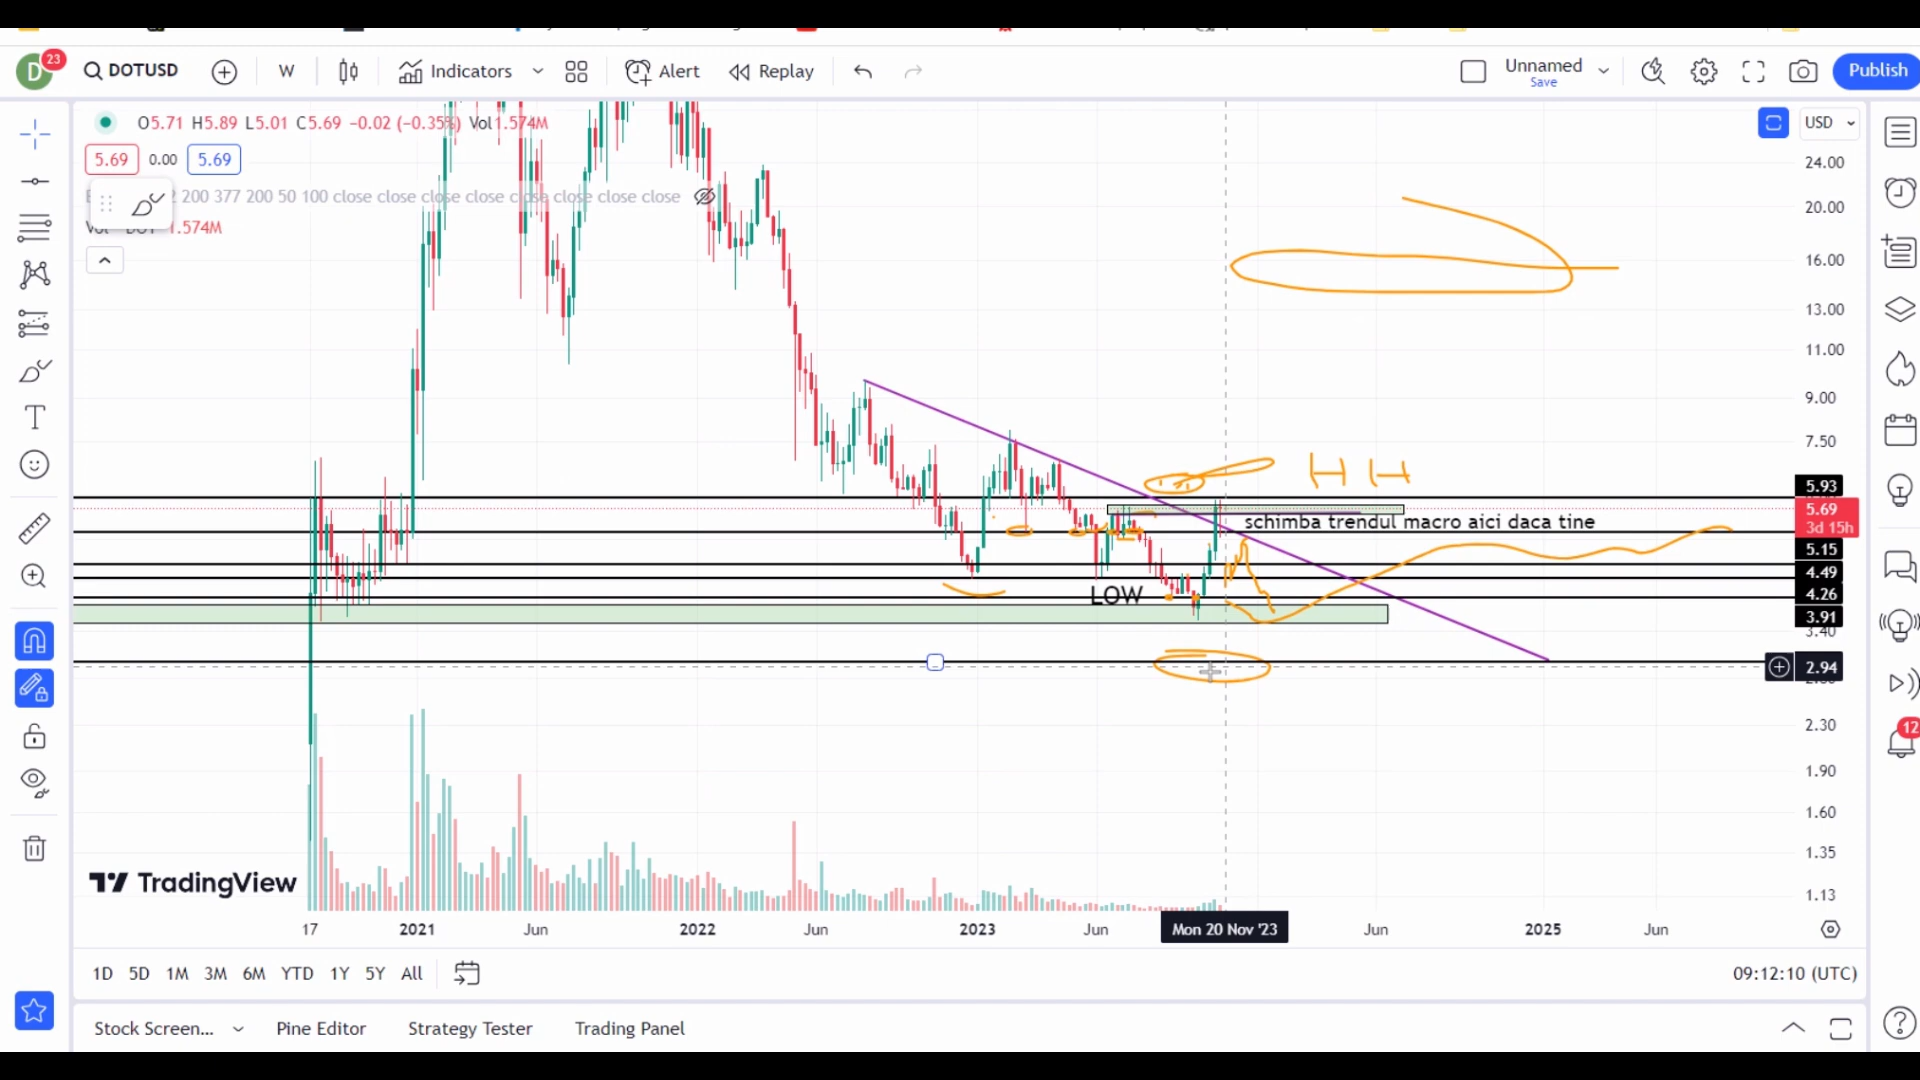 D 23 DOTUSD W Indicators Alert Replay Unnamed Save Publish
O5.71 H5.89 L5.01 C5.69 −0.02 (−0.35%) Vol 1.574M USD
5.69 0.00 5.69
2 200 377 200 50 100 close close close close close close close close
Vol DOT 1.574M
24.00
20.00
16.00
13.00
11.00
9.00
7.50
HH
5.93
5.69
schimba trendul macro aici daca tine
3d 15h
5.15
4.49
4.26
LOW
3.91
3.40
2.94
2.30
1.90
1.60
1.35
1.13
TradingView
17 2021 Jun 2022 Jun 2023 Jun Mon 20 Nov '23 Jun 2025 Jun
1D 5D 1M 3M 6M YTD 1Y 5Y All 09:12:10 (UTC)
Stock Screen... Pine Editor Strategy Tester Trading Panel
12